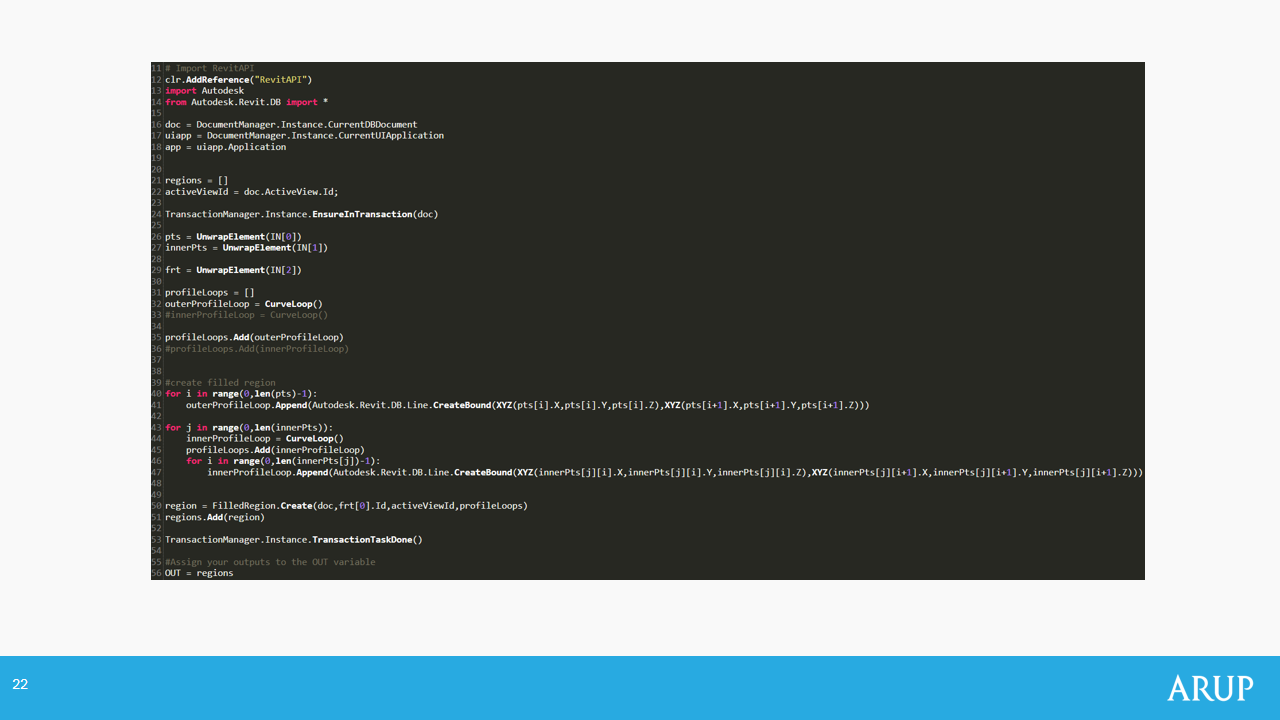 11 # Import RevitAPI
12 clr.AddReference("RevitAPI")
13 import Autodesk
14 from Autodesk.Revit.DB import *
15
16 doc = DocumentManager.Instance.CurrentDBDocument
17 uiapp = DocumentManager.Instance.CurrentUIApplication
18 app = uiapp.Application
19
20
21 regions = []
22 activeViewId = doc.ActiveView.Id;
23
24 TransactionManager.Instance.EnsureInTransaction(doc)
25
26 pts = UnwrapElement(IN[0])
27 innerPts = UnwrapElement(IN[1])
28
29 frt = UnwrapElement(IN[2])
30
31 profileLoops = []
32 outerProfileLoop = CurveLoop()
33 #innerProfileLoop = CurveLoop()
34
35 profileLoops.Add(outerProfileLoop)
36 #profileLoops.Add(innerProfileLoop)
37
38
39 #create filled region
40 for i in range(0,len(pts)-1):
41     outerProfileLoop.Append(Autodesk.Revit.DB.Line.CreateBound(XYZ(pts[i].X,pts[i].Y,pts[i].Z),XYZ(pts[i+1].X,pts[i+1].Y,pts[i+1].Z)))
42
43 for j in range(0,len(innerPts)):
44     innerProfileLoop = CurveLoop()
45     profileLoops.Add(innerProfileLoop)
46     for i in range(0,len(innerPts[j])-1):
47         innerProfileLoop.Append(Autodesk.Revit.DB.Line.CreateBound(XYZ(innerPts[j][i].X,innerPts[j][i].Y,innerPts[j][i].Z),XYZ(innerPts[j][i+1].X,innerPts[j][i+1].Y,innerPts[j][i+1].Z)))
48
49
50 region = FilledRegion.Create(doc,frt[0].Id,activeViewId,profileLoops)
51 regions.Add(region)
52
53 TransactionManager.Instance.TransactionTaskDone()
54
55 #Assign your outputs to the OUT variable
56 OUT = regions
22
ARUP